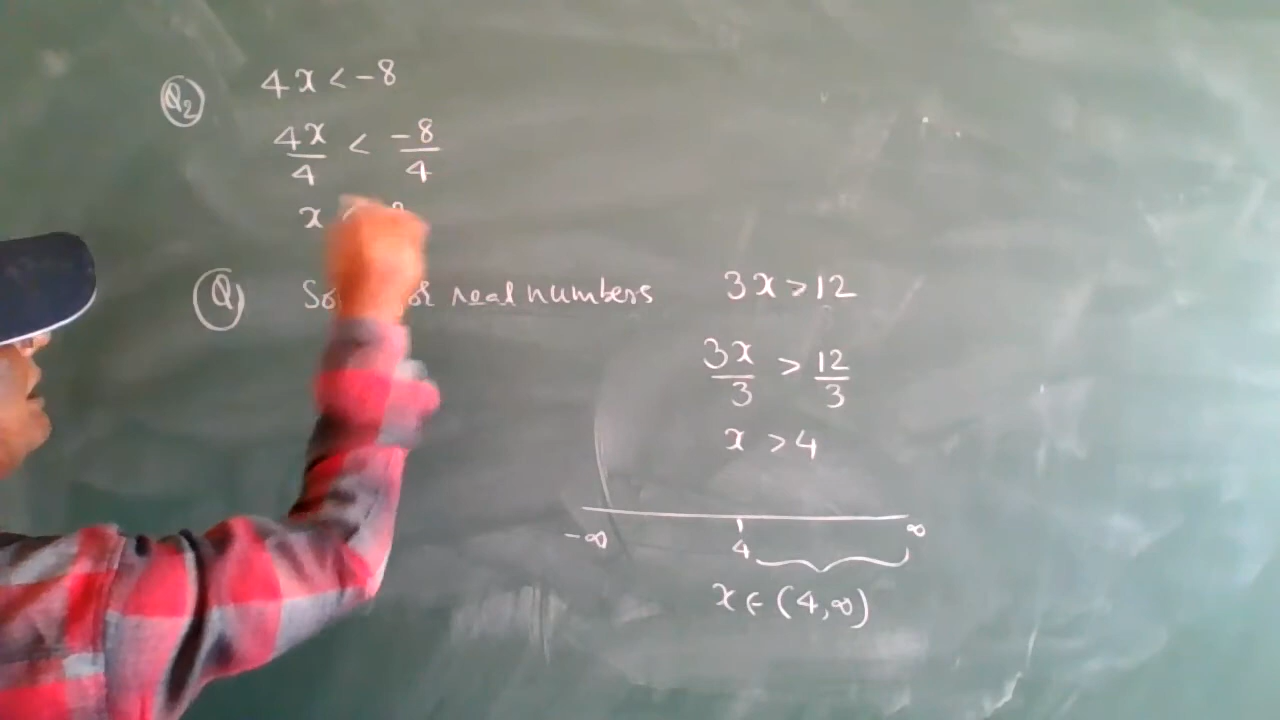 Q2 4x < -8
4x/4 < -8/4
x <
Q real numbers 3x > 12
3x/3 > 12/3
x > 4
-∞ 4 ∞
x ∈ (4, ∞)